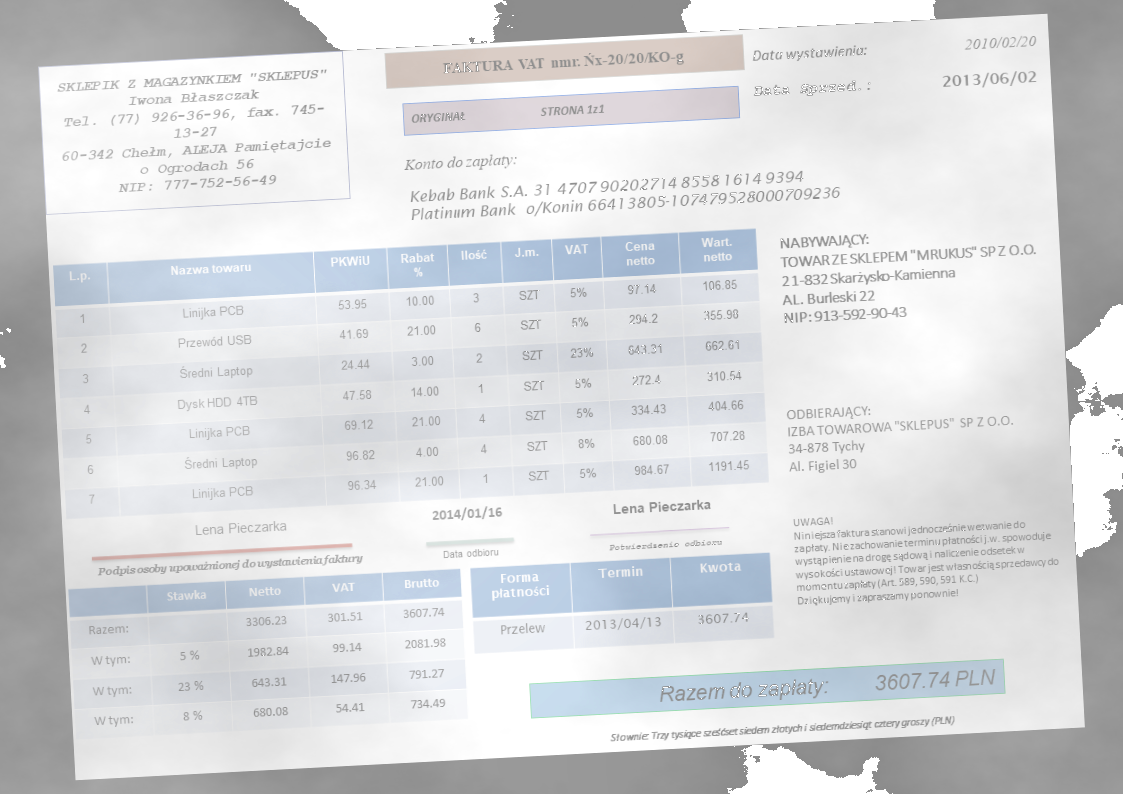 SKLEPIK Z MAGAZYNKIEM "SKLEPUS"
Iwona Błaszczak
Tel. (77) 926-36-96, fax. 745-
13-27
60-342 Chełm, ALEJA Pamiętajcie
o Ogrodach 56
NIP: 777-752-56-49
FAKTURA VAT nmr. Ňx-20/20/KO-g
ORYGINAŁ STRONA 1z1
Data wystawienia: 2010/02/20
Data Sprzed.: 2013/06/02
Konto do zapłaty:
Kebab Bank S.A. 31 4707 9020 2714 8558 1614 9394
Platinum Bank o/Konin 66413805-107479528000709236
L.p. Nazwa towaru PKWiU Rabat % Ilość J.m. VAT Cena netto Wart. netto
1 Linijka PCB 53.95 10.00 3 SZT 5% 97.14 106.85
2 Przewód USB 41.69 21.00 6 SZT 5% 294.2 355.98
3 Średni Laptop 24.44 3.00 2 SZT 23% 643.31 662.61
4 Dysk HDD 4TB 47.58 14.00 1 SZT 5% 272.4 310.54
5 Linijka PCB 69.12 21.00 4 SZT 5% 334.43 404.66
6 Średni Laptop 96.82 4.00 4 SZT 8% 680.08 707.28
7 Linijka PCB 96.34 21.00 1 SZT 5% 984.67 1191.45
NABYWAJĄCY:
TOWARZE SKLEPEM "MRUKUS" SP Z O.O.
21-832 Skarżysko-Kamienna
AL. Burleski 22
NIP: 913-592-90-43
ODBIERAJĄCY:
IZBA TOWAROWA "SKLEPUS" SP Z O.O.
34-878 Tychy
Al. Figiel 30
Lena Pieczarka
Podpis osoby upoważnionej do wystawienia faktury
2014/01/16
Data odbioru
Lena Pieczarka
Potwierdzenie odbioru
UWAGA!
Niniejsza faktura stanowi jednocześnie wezwanie do
zapłaty. Nie zachowanie terminu płatności j.w. spowoduje
wystąpienie na drogę sądową i naliczenie odsetek w
wysokości ustawowej! Towar jest własnością sprzedawcy do
momentu zapłaty (Art. 589, 590, 591 K.C.)
Dziękujemy i zapraszamy ponownie!
Stawka Netto VAT Brutto
Razem: 3306.23 301.51 3607.74
W tym: 5 % 1982.84 99.14 2081.98
W tym: 23 % 643.31 147.96 791.27
W tym: 8 % 680.08 54.41 734.49
Forma płatności Termin Kwota
Przelew 2013/04/13 3607.74
Razem do zapłaty: 3607.74 PLN
Słownie: Trzy tysiące sześćset siedem złotych i siedemdziesiąt cztery groszy (PLN)